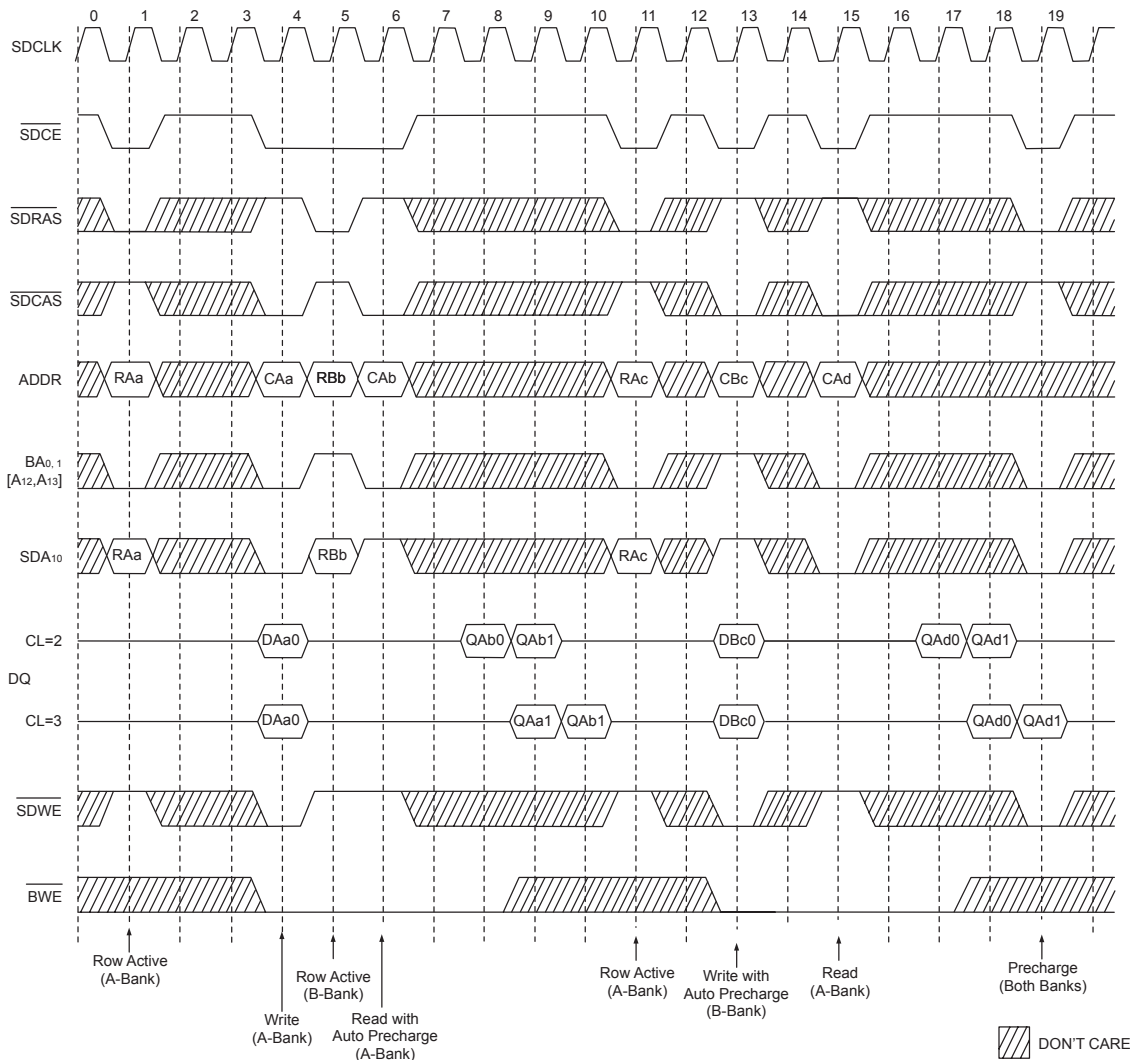 0 1 2 3 4 5 6 7 8 9 10 11 12 13 14 15 16 17 18 19
SDCLK
SDCE
SDRAS
SDCAS
ADDR RAa CAa RBb CAb RAc CBc CAd
BA0, 1
[A12,A13]
SDA10 RAa RBb RAc
CL=2 DAa0 QAb0 QAb1 DBc0 QAd0 QAd1
DQ
CL=3 DAa0 QAa1 QAb1 DBc0 QAd0 QAd1
SDWE
BWE
Row Active
(A-Bank)
Write
(A-Bank)
Row Active
(B-Bank)
Read with
Auto Precharge
(A-Bank)
Row Active
(A-Bank)
Write with
Auto Precharge
(B-Bank)
Read
(A-Bank)
Precharge
(Both Banks)
DON'T CARE